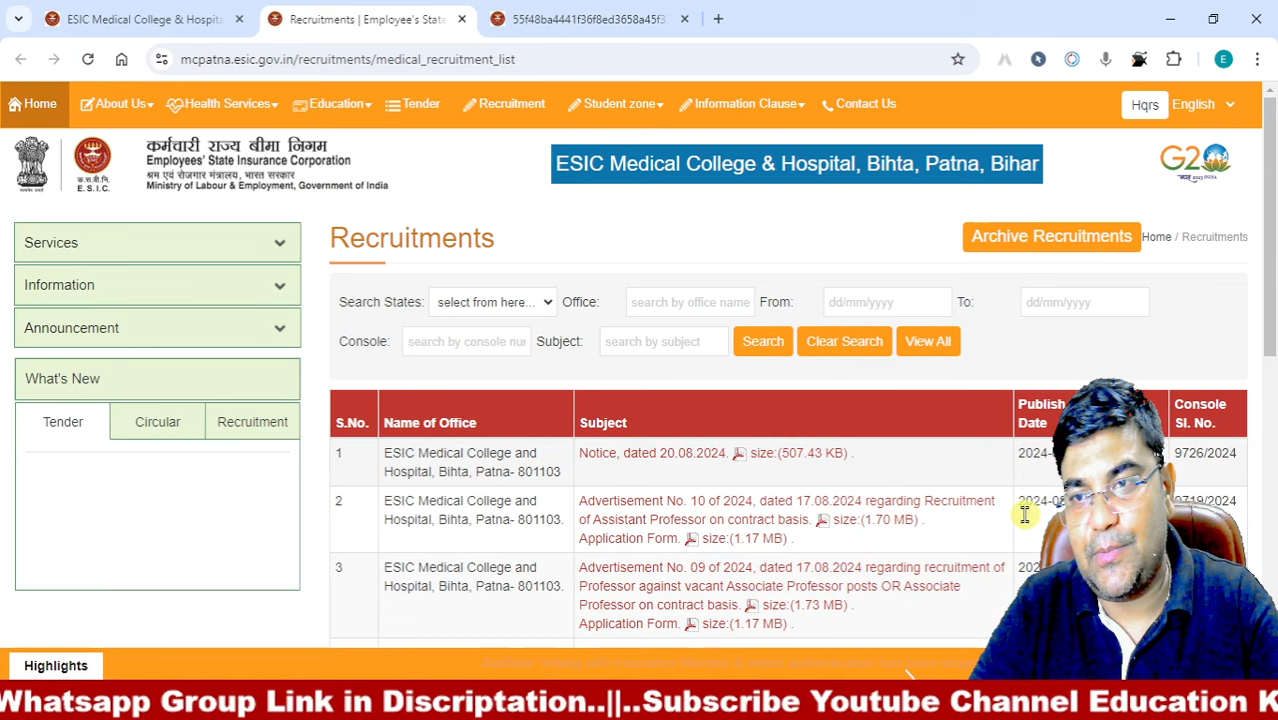 ESIC Medical College & Hospita
Recruitments | Employee's State
55f48ba4441f36f8ed3658a45f3
mcpatna.esic.gov.in/recruitments/medical_recruitment_list
E
Home
About Us
Health Services
Education
Tender
Recruitment
Student zone
Information Clause
Contact Us
Hqrs
English
क.रा.बी.नि.
E. S. I. C.
कर्मचारी राज्य बीमा निगम
Employees' State Insurance Corporation
श्रम एवं रोजगार मंत्रालय, भारत सरकार
Ministry of Labour & Employment, Government of India
ESIC Medical College & Hospital, Bihta, Patna, Bihar
G20
Services
Information
Announcement
What's New
Tender Circular Recruitment
Recruitments
Archive Recruitments
Home / Recruitments
Search States: select from here... Office: search by office name From: dd/mm/yyyy To: dd/mm/yyyy
Console: search by console nur Subject: search by subject Search Clear Search View All
S.No. Name of Office Subject Publish Date Console Sl. No.
1 ESIC Medical College and Hospital, Bihta, Patna- 801103 Notice, dated 20.08.2024. size:(507.43 KB) . 2024- 9726/2024
2 ESIC Medical College and Hospital, Bihta, Patna- 801103. Advertisement No. 10 of 2024, dated 17.08.2024 regarding Recruitment of Assistant Professor on contract basis. size:(1.70 MB) . 9719/2024
Application Form. size:(1.17 MB) .
3 ESIC Medical College and Hospital, Bihta, Patna- 801103. Advertisement No. 09 of 2024, dated 17.08.2024 regarding recruitment of Professor against vacant Associate Professor posts OR Associate Professor on contract basis. size:(1.73 MB) .
Application Form. size:(1.17 MB) .
Highlights
Whatsapp Group Link in Discriptation..||..Subscribe Youtube Channel Education K